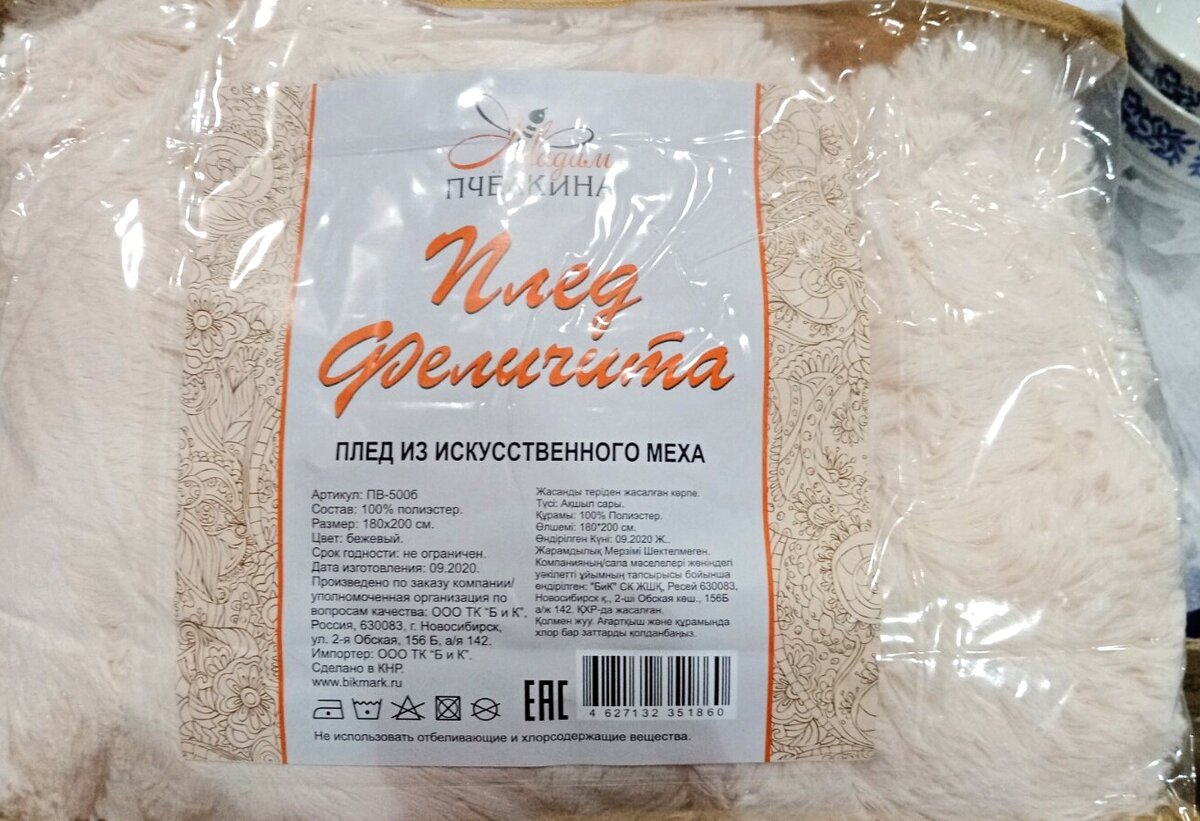 Мадам
ПЧЁЛКИНА
Плед
Феличита
ПЛЕД ИЗ ИСКУССТВЕННОГО МЕХА
Артикул: ПВ-5006
Состав: 100% полиэстер.
Размер: 180х200 см.
Цвет: бежевый.
Срок годности: не ограничен.
Дата изготовления: 09.2020.
Произведено по заказу компании/
уполномоченная организация по
вопросам качества: ООО ТК "Б и К",
Россия, 630083, г. Новосибирск,
ул. 2-я Обская, 156 Б, а/я 142.
Импортер: ООО ТК "Б и К".
Сделано в КНР.
www.bikmark.ru
Жасанды теріден жасалған көрпе.
Түсі: Ақшыл сары.
Құрамы: 100% Полиэстер.
Өлшемі: 180*200 см.
Өндірілген Күні: 09.2020 Ж..
Жарамдылық Мерзімі Шектелмеген.
Компанияның/сапа мәселелері жөніндегі
уәкілетті ұйымның тапсырысы бойынша
өндірілген: "БиК" СК ЖШҚ, Ресей 630083,
Новосибирск қ., 2-ші Обская көш., 156Б
а/ж 142. ҚХР-да жасалған.
Қолмен жуу. Ағартқыш және құрамында
хлор бар заттарды қолданбаңыз.
EAC
4 627132 351860
Не использовать отбеливающие и хлорсодержащие вещества.